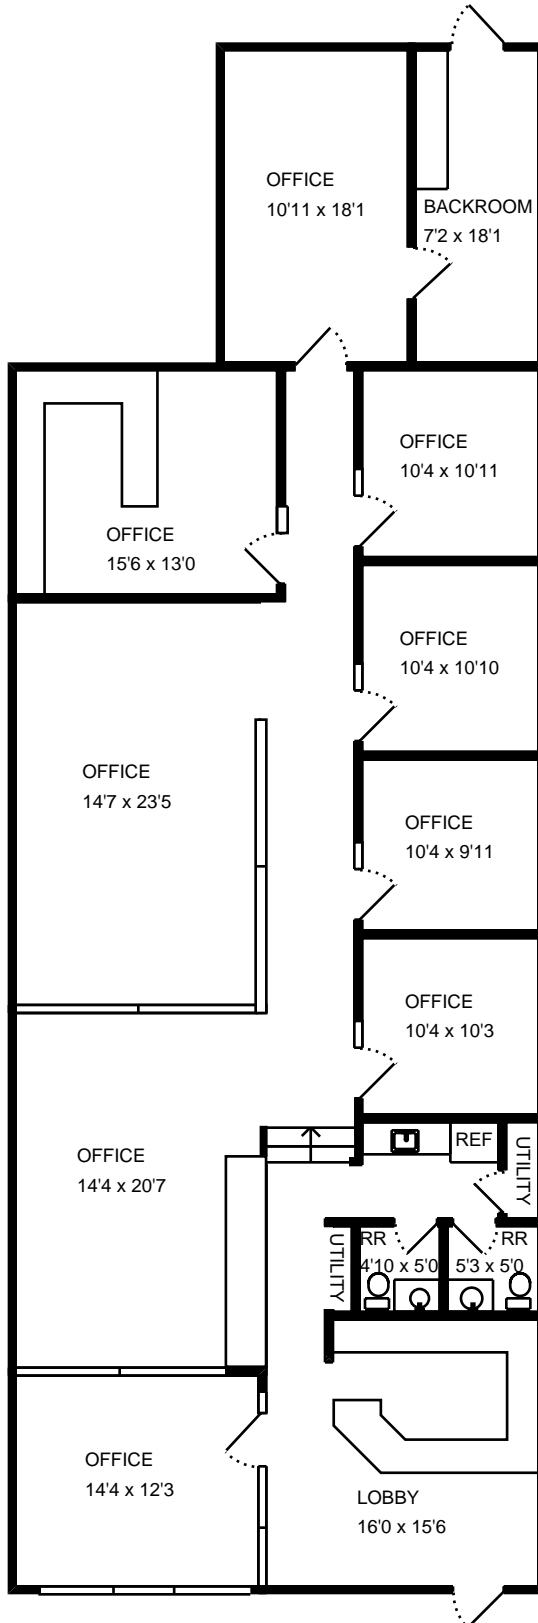 OFFICE
10'11 x 18'1
BACKROOM
7'2 x 18'1
OFFICE
10'4 x 10'11
OFFICE
15'6 x 13'0
OFFICE
10'4 x 10'10
OFFICE
14'7 x 23'5
OFFICE
10'4 x 9'11
OFFICE
10'4 x 10'3
REF
UTILITY
OFFICE
14'4 x 20'7
UTILITY
RR
4'10 x 5'0
RR
5'3 x 5'0
OFFICE
14'4 x 12'3
LOBBY
16'0 x 15'6